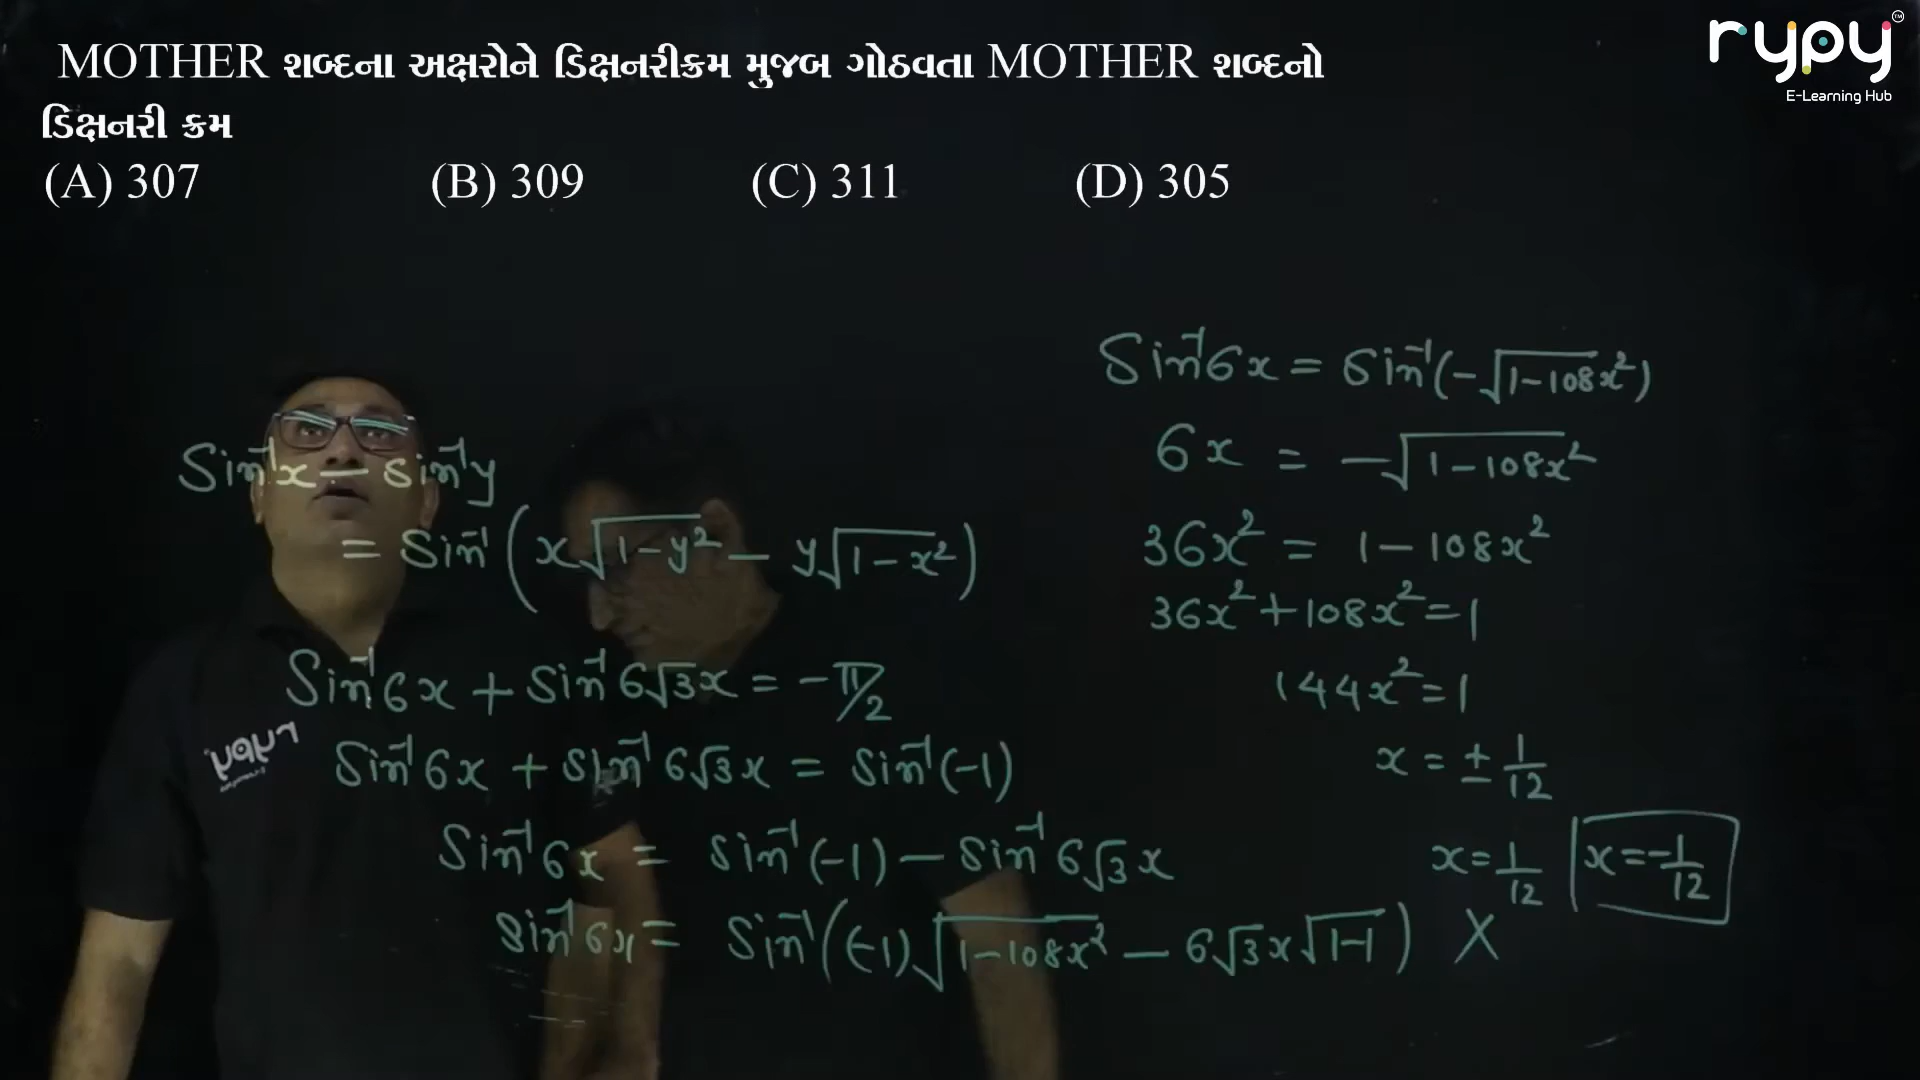 rypy TM
E-Learning Hub
MOTHER શબ્દના અક્ષરોને ડિક્ષનરીક્રમ મુજબ ગોઠવતા MOTHER શબ્દનો
ડિક્ષનરી ક્રમ
(A) 307 (B) 309 (C) 311 (D) 305
Sin⁻¹x − sin⁻¹y
= Sin⁻¹(x√(1−y²) − y√(1−x²))
Sin⁻¹6x + Sin⁻¹6√3x = −π/2
Sin⁻¹6x + Sin⁻¹6√3x = Sin⁻¹(−1)
Sin⁻¹6x = Sin⁻¹(−1) − Sin⁻¹6√3x
Sin⁻¹6x = Sin⁻¹((−1)√(1−108x²) − 6√3x√(1−1))
Sin⁻¹6x = Sin⁻¹(−√(1−108x²))
6x = −√(1−108x²)
36x² = 1−108x²
36x²+108x²=1
144x²=1
x = ± 1/12
x = 1/12 x = −1/12
X